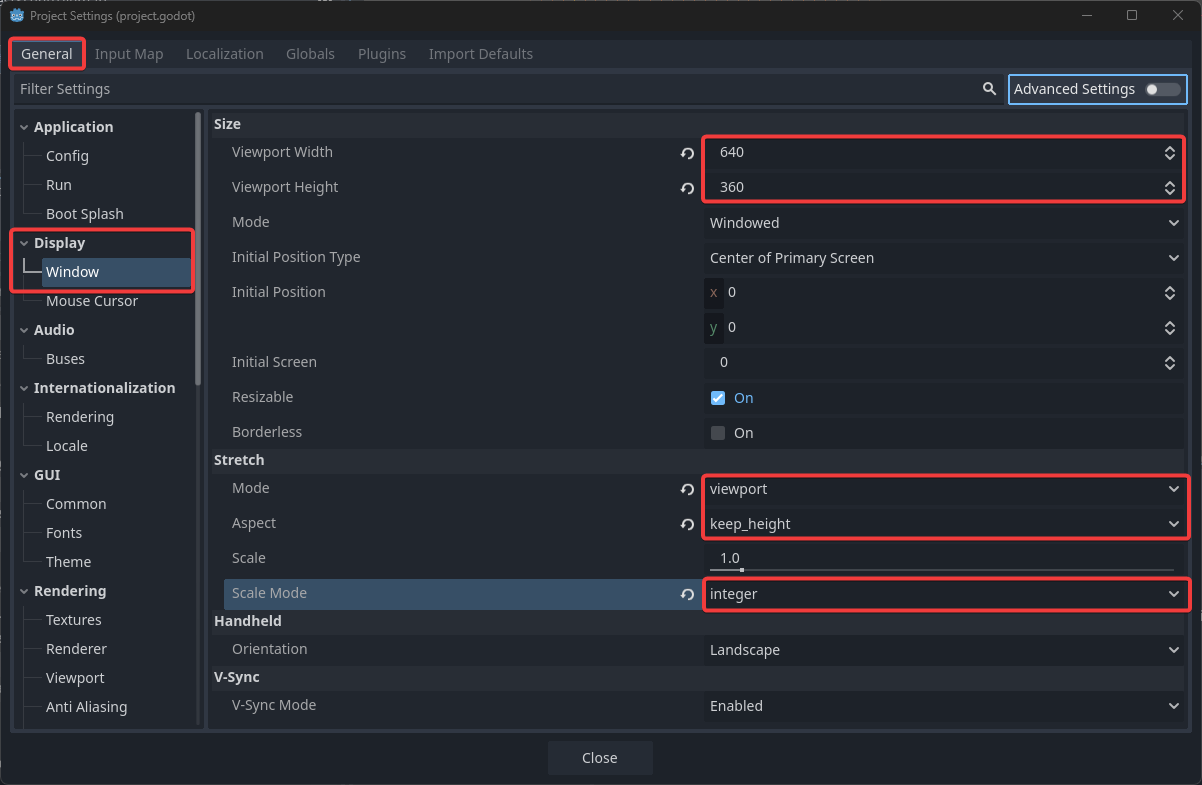 Project Settings (project.godot)
General Input Map Localization Globals Plugins Import Defaults
Filter Settings Advanced Settings
Application
Config
Run
Boot Splash
Display
Window
Mouse Cursor
Audio
Buses
Internationalization
Rendering
Locale
GUI
Common
Fonts
Theme
Rendering
Textures
Renderer
Viewport
Anti Aliasing
Size
Viewport Width 640
Viewport Height 360
Mode Windowed
Initial Position Type Center of Primary Screen
Initial Position x 0
y 0
Initial Screen 0
Resizable On
Borderless On
Stretch
Mode viewport
Aspect keep_height
Scale 1.0
Scale Mode integer
Handheld
Orientation Landscape
V-Sync
V-Sync Mode Enabled
Close